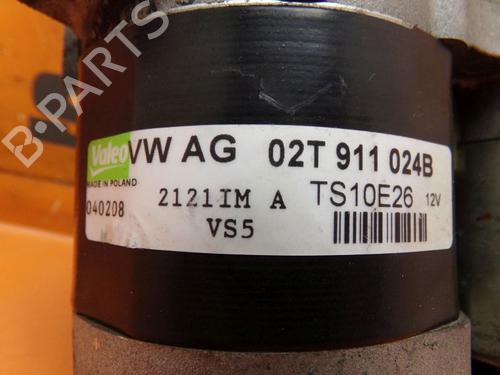 B-PARTS
Valeo VW AG 02T 911 024B
MADE IN POLAND
040208 2121IM A TS10E26 12V
VS5